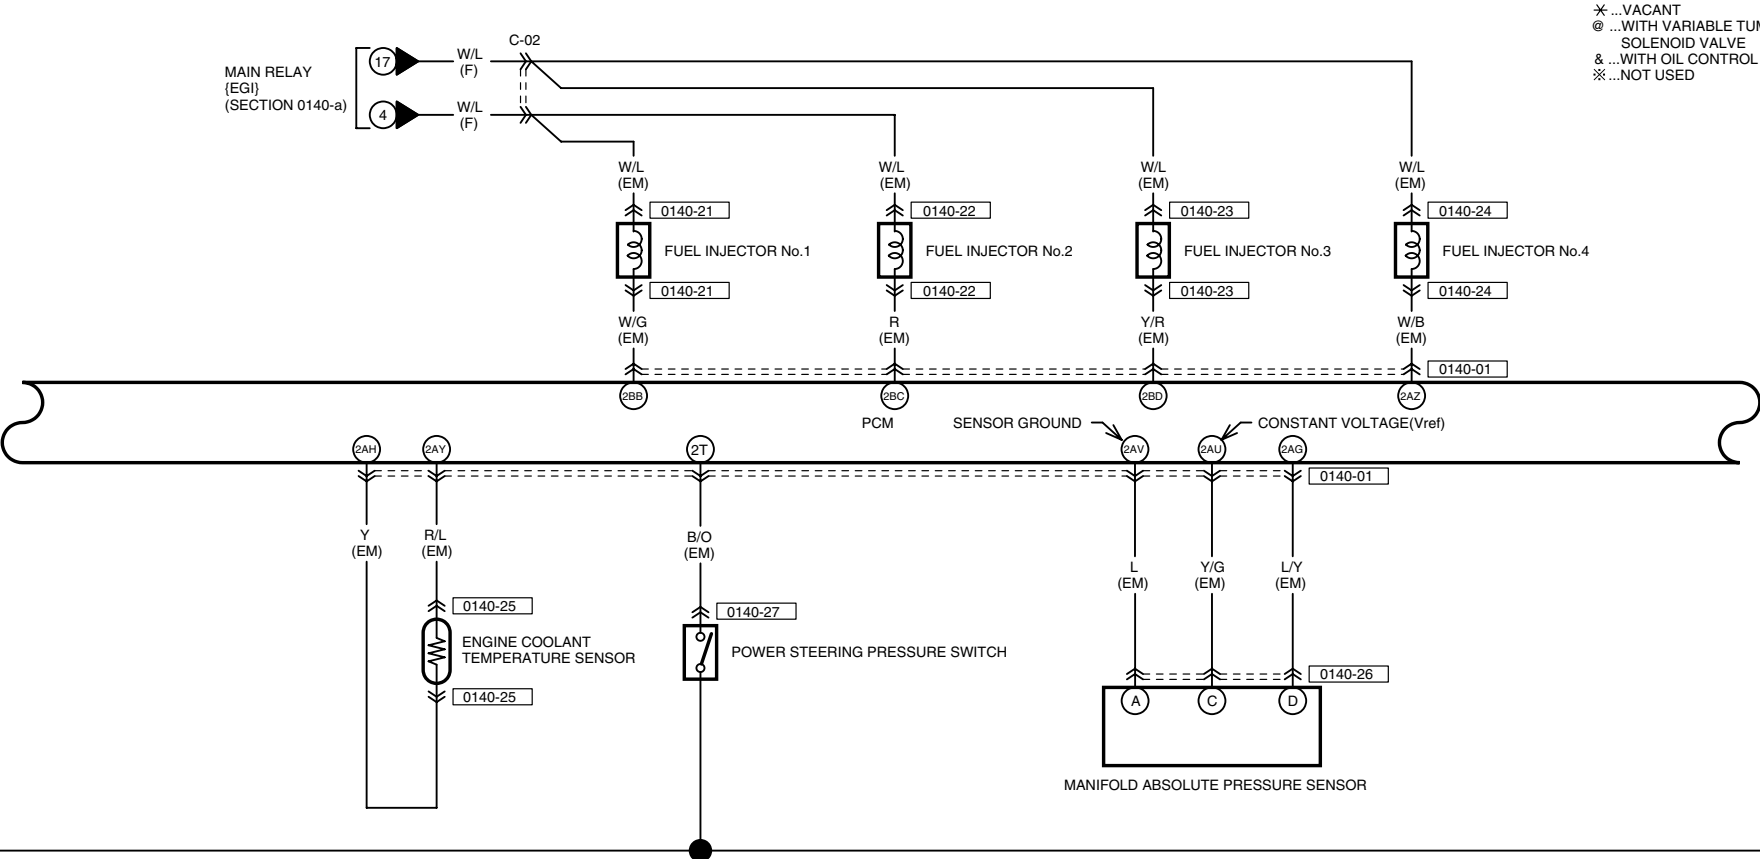 ✳ ...VACANT
@ ...WITH VARIABLE TUM
SOLENOID VALVE
& ...WITH OIL CONTROL
※...NOT USED
C-02
MAIN RELAY
{EGI}
(SECTION 0140-a)
17
W/L
(F)
4
W/L
(F)
W/L
(EM)
W/L
(EM)
W/L
(EM)
W/L
(EM)
0140-21
0140-22
0140-23
0140-24
FUEL INJECTOR No.1
FUEL INJECTOR No.2
FUEL INJECTOR No.3
FUEL INJECTOR No.4
0140-21
0140-22
0140-23
0140-24
W/G
(EM)
R
(EM)
Y/R
(EM)
W/B
(EM)
0140-01
2BB
2BC
2BD
2AZ
PCM
SENSOR GROUND
CONSTANT VOLTAGE(Vref)
2AH
2AY
2T
2AV
2AU
2AG
0140-01
Y
(EM)
R/L
(EM)
B/O
(EM)
L
(EM)
Y/G
(EM)
L/Y
(EM)
0140-25
0140-27
ENGINE COOLANT
TEMPERATURE SENSOR
POWER STEERING PRESSURE SWITCH
0140-26
0140-25
A
C
D
MANIFOLD ABSOLUTE PRESSURE SENSOR